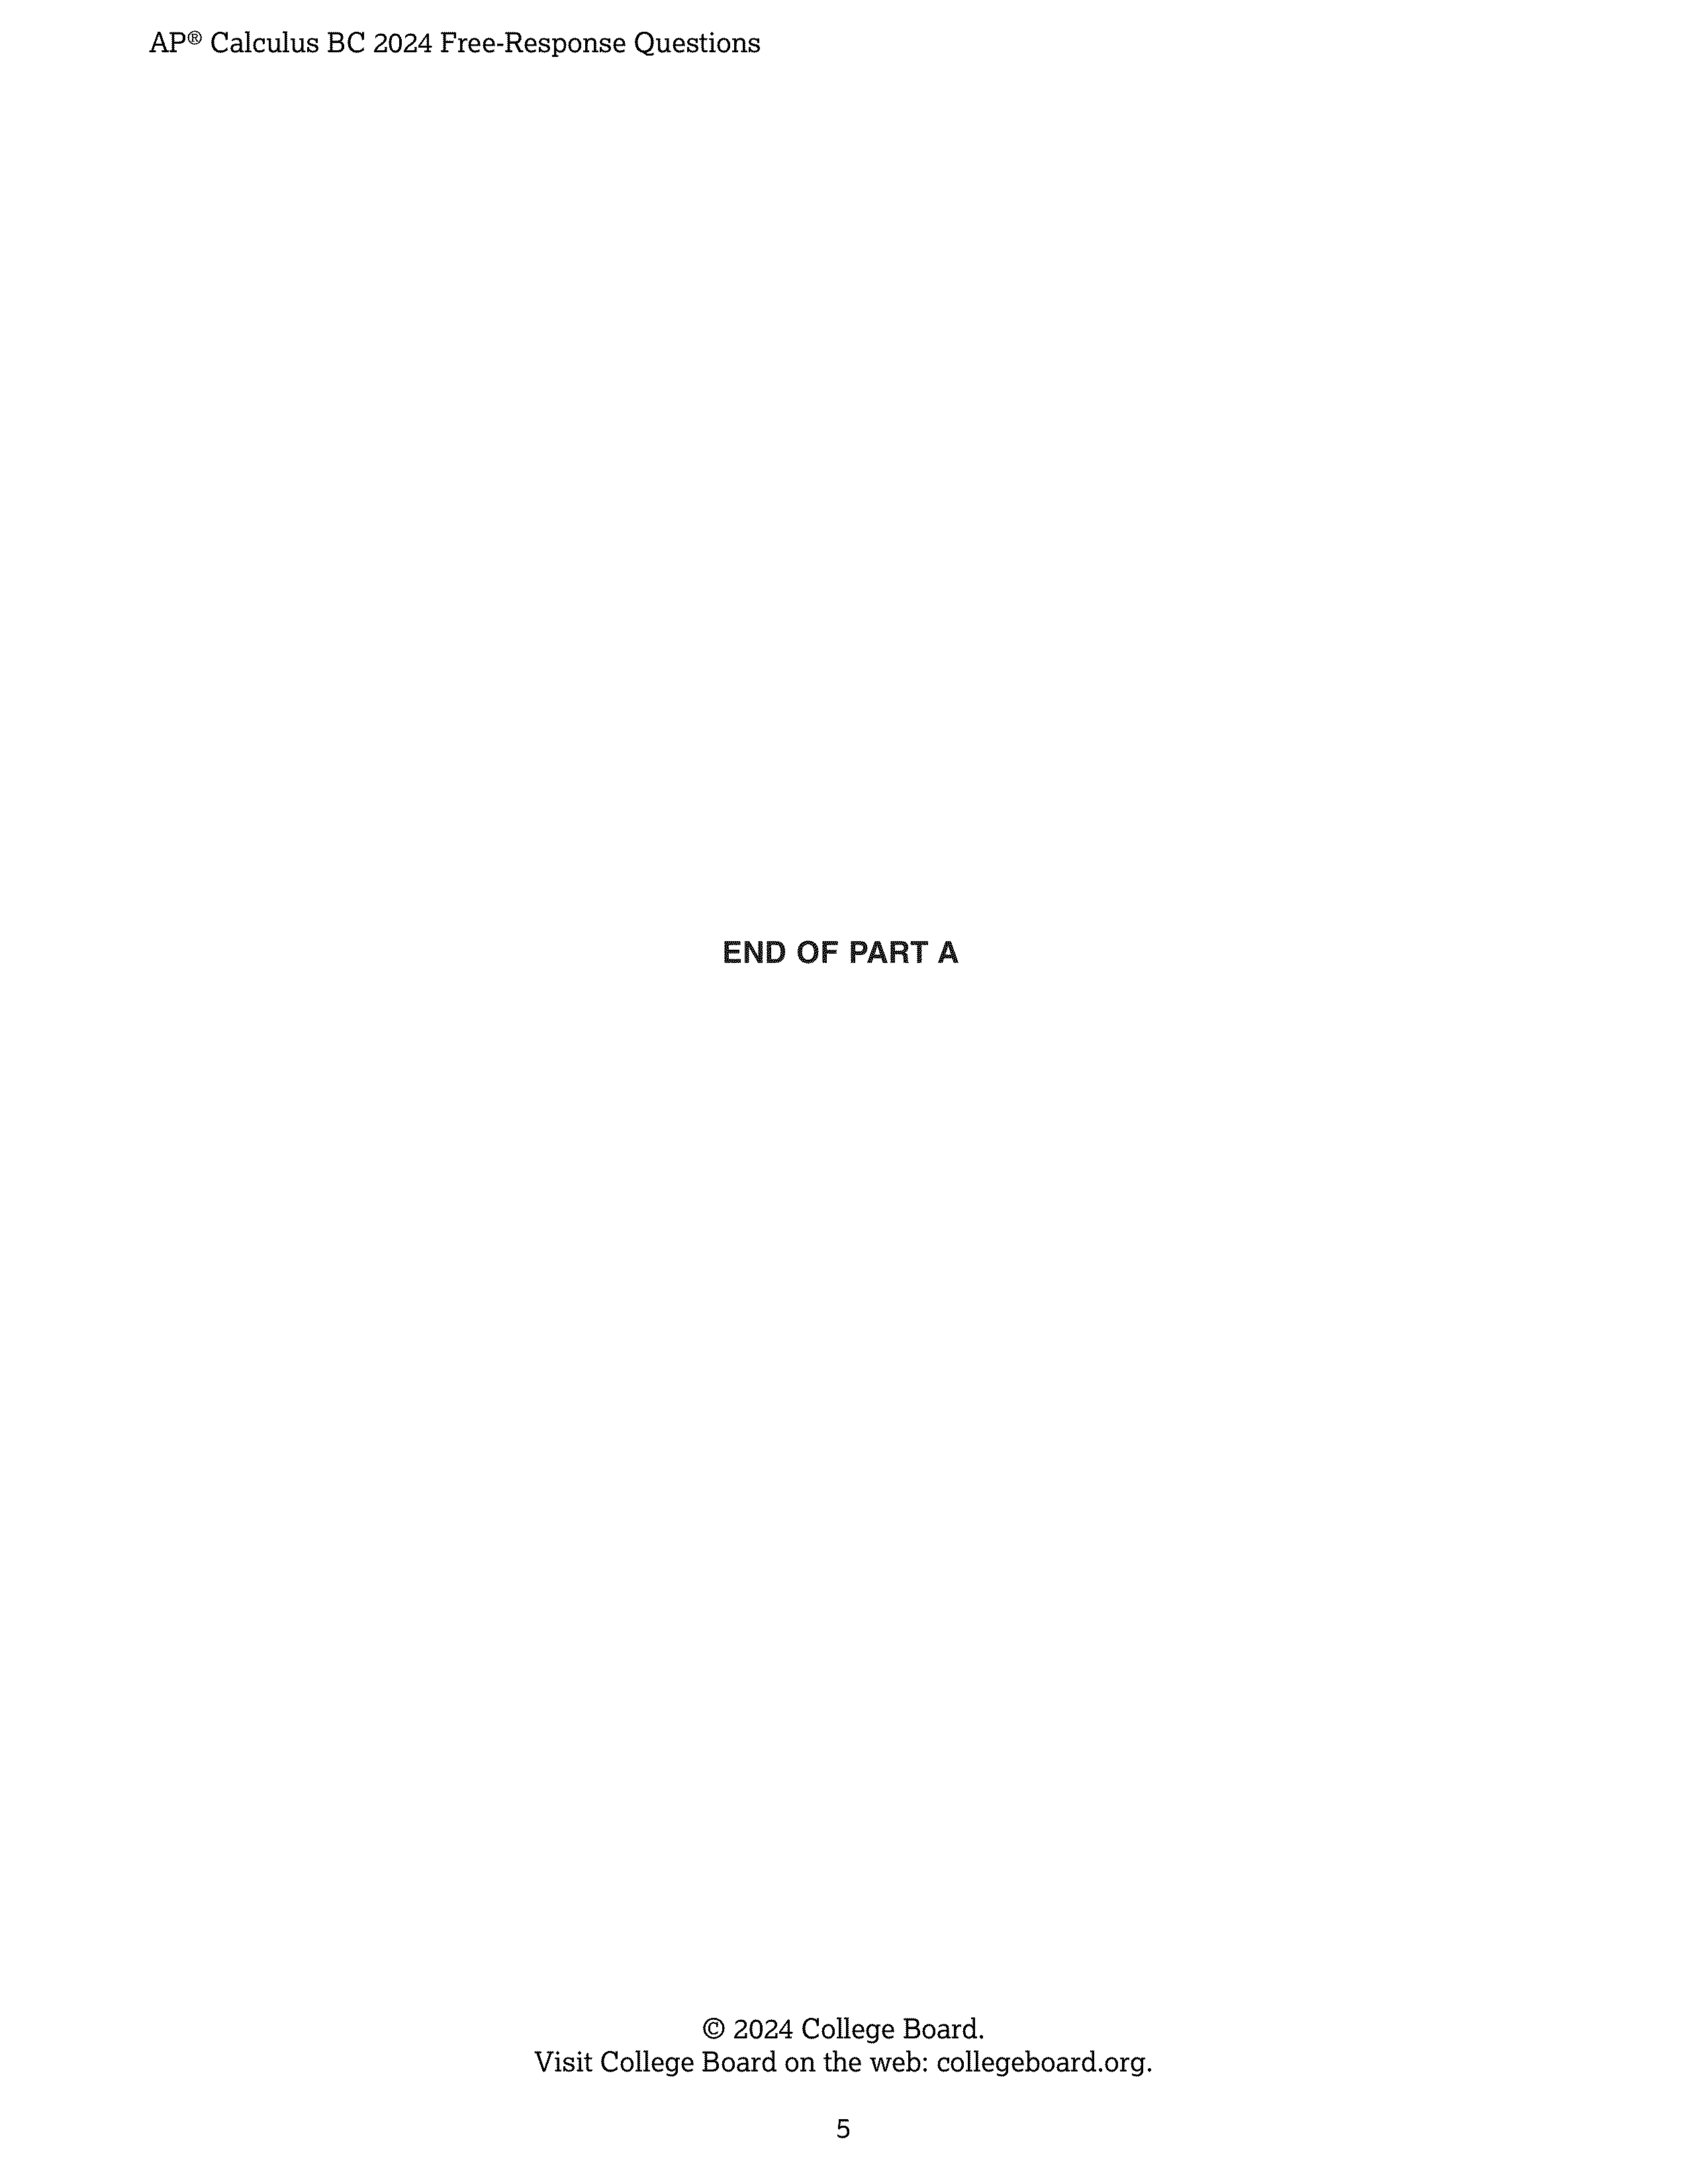 AP® Calculus BC 2024 Free-Response Questions
END OF PART A
© 2024 College Board.
Visit College Board on the web: collegeboard.org.
5